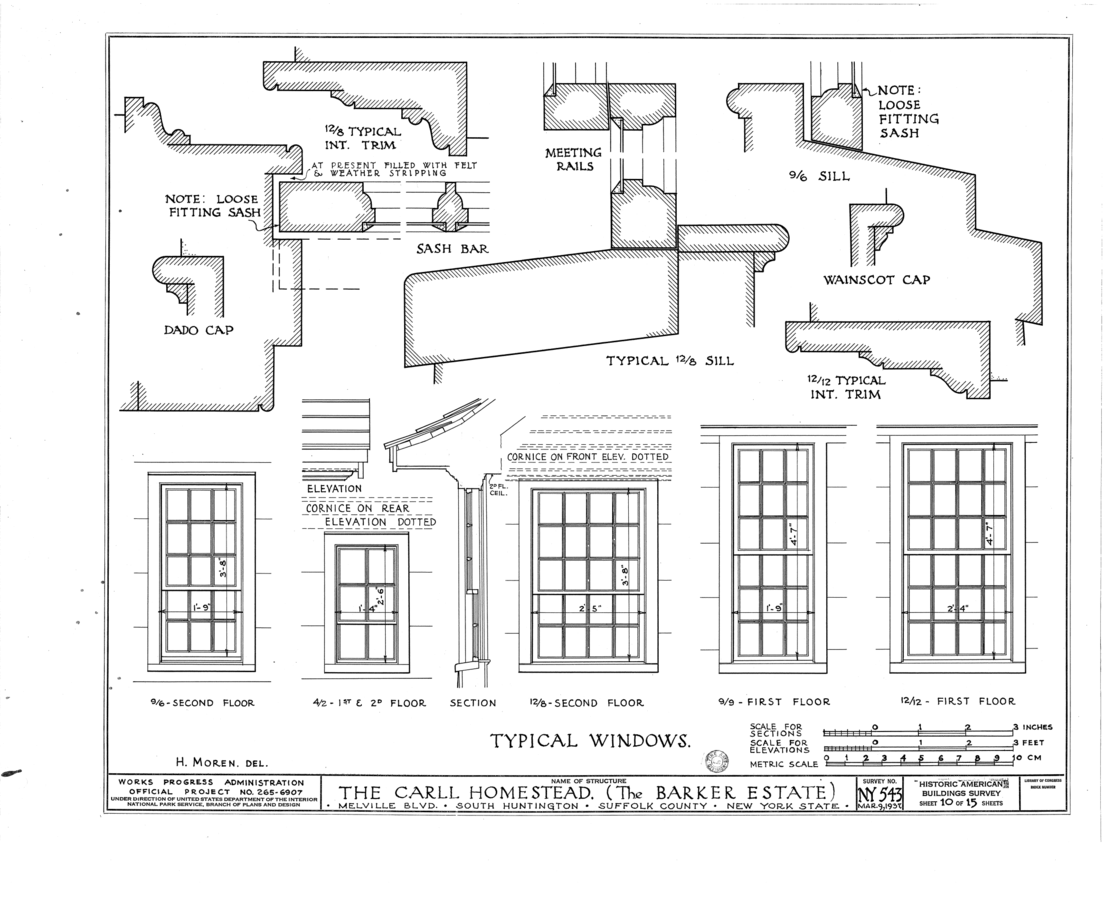 12/8 TYPICAL
INT. TRIM
AT PRESENT FILLED WITH FELT
& WEATHER STRIPPING
NOTE: LOOSE
FITTING SASH
SASH BAR
DADO CAP
MEETING
RAILS
TYPICAL 12/8 SILL
NOTE:
LOOSE
FITTING
SASH
9/6 SILL
WAINSCOT CAP
12/12 TYPICAL
INT. TRIM
ELEVATION
CORNICE ON REAR
ELEVATION DOTTED
CORNICE ON FRONT ELEV. DOTTED
2D FL.
CEIL.
3'-8"
1'-9"
2'-6"
1'-4"
3'-8"
2'-5"
4'-7"
1'-9"
4'-7"
2'-4"
9/6 - SECOND FLOOR
4/2 - 1ST & 2D FLOOR
SECTION
12/8 - SECOND FLOOR
9/9 - FIRST FLOOR
12/12 - FIRST FLOOR
TYPICAL WINDOWS.
SCALE FOR
SECTIONS
0 1 2 3 INCHES
SCALE FOR
ELEVATIONS
0 1 2 3 FEET
METRIC SCALE
0 1 2 3 4 5 6 7 8 9 10 CM
H. MOREN. DEL.
WORKS PROGRESS ADMINISTRATION
OFFICIAL PROJECT NO. 265-6907
UNDER DIRECTION OF UNITED STATES DEPARTMENT OF THE INTERIOR
NATIONAL PARK SERVICE, BRANCH OF PLANS AND DESIGN
NAME OF STRUCTURE
THE CARLL HOMESTEAD. (THE BARKER ESTATE)
• MELVILLE BLVD. • SOUTH HUNTINGTON • SUFFOLK COUNTY • NEW YORK STATE •
SURVEY NO.
NY 543
MAR. 9, 1937
HISTORIC AMERICAN
BUILDINGS SURVEY
SHEET 10 OF 15 SHEETS
LIBRARY OF CONGRESS
INDEX NUMBER